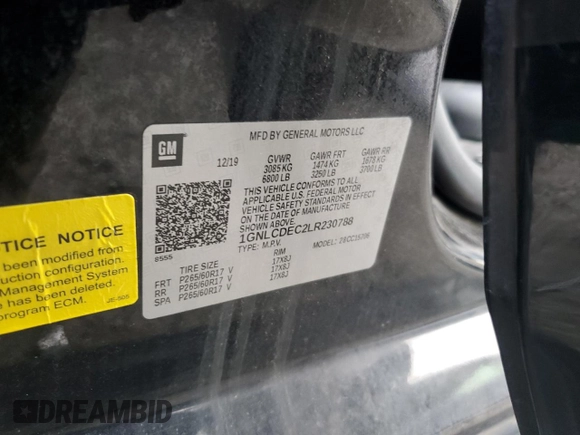 GM
MFD BY GENERAL MOTORS LLC
12/19 GVWR GAWR FRT GAWR RR
3085 KG 1474 KG 1678 KG
6800 LB 3250 LB 3700 LB
THIS VEHICLE CONFORMS TO ALL
APPLICABLE U.S. FEDERAL MOTOR
VEHICLE SAFETY STANDARDS IN EFFECT
ON THE DATE OF MANUFACTURE
SHOWN ABOVE.
1GNLCDEC2LR230788
8555
TYPE: M.P.V. MODEL:
TIRE SIZE RIM
FRT P265/60R17 V 17X8J
RR P265/60R17 V 17X8J
SPA P265/60R17 V 17X8J
TICE NOTICE
been modified from
uction configuration.
Management System
e has been deleted.
program ECM.
JE-505
DREAMBID